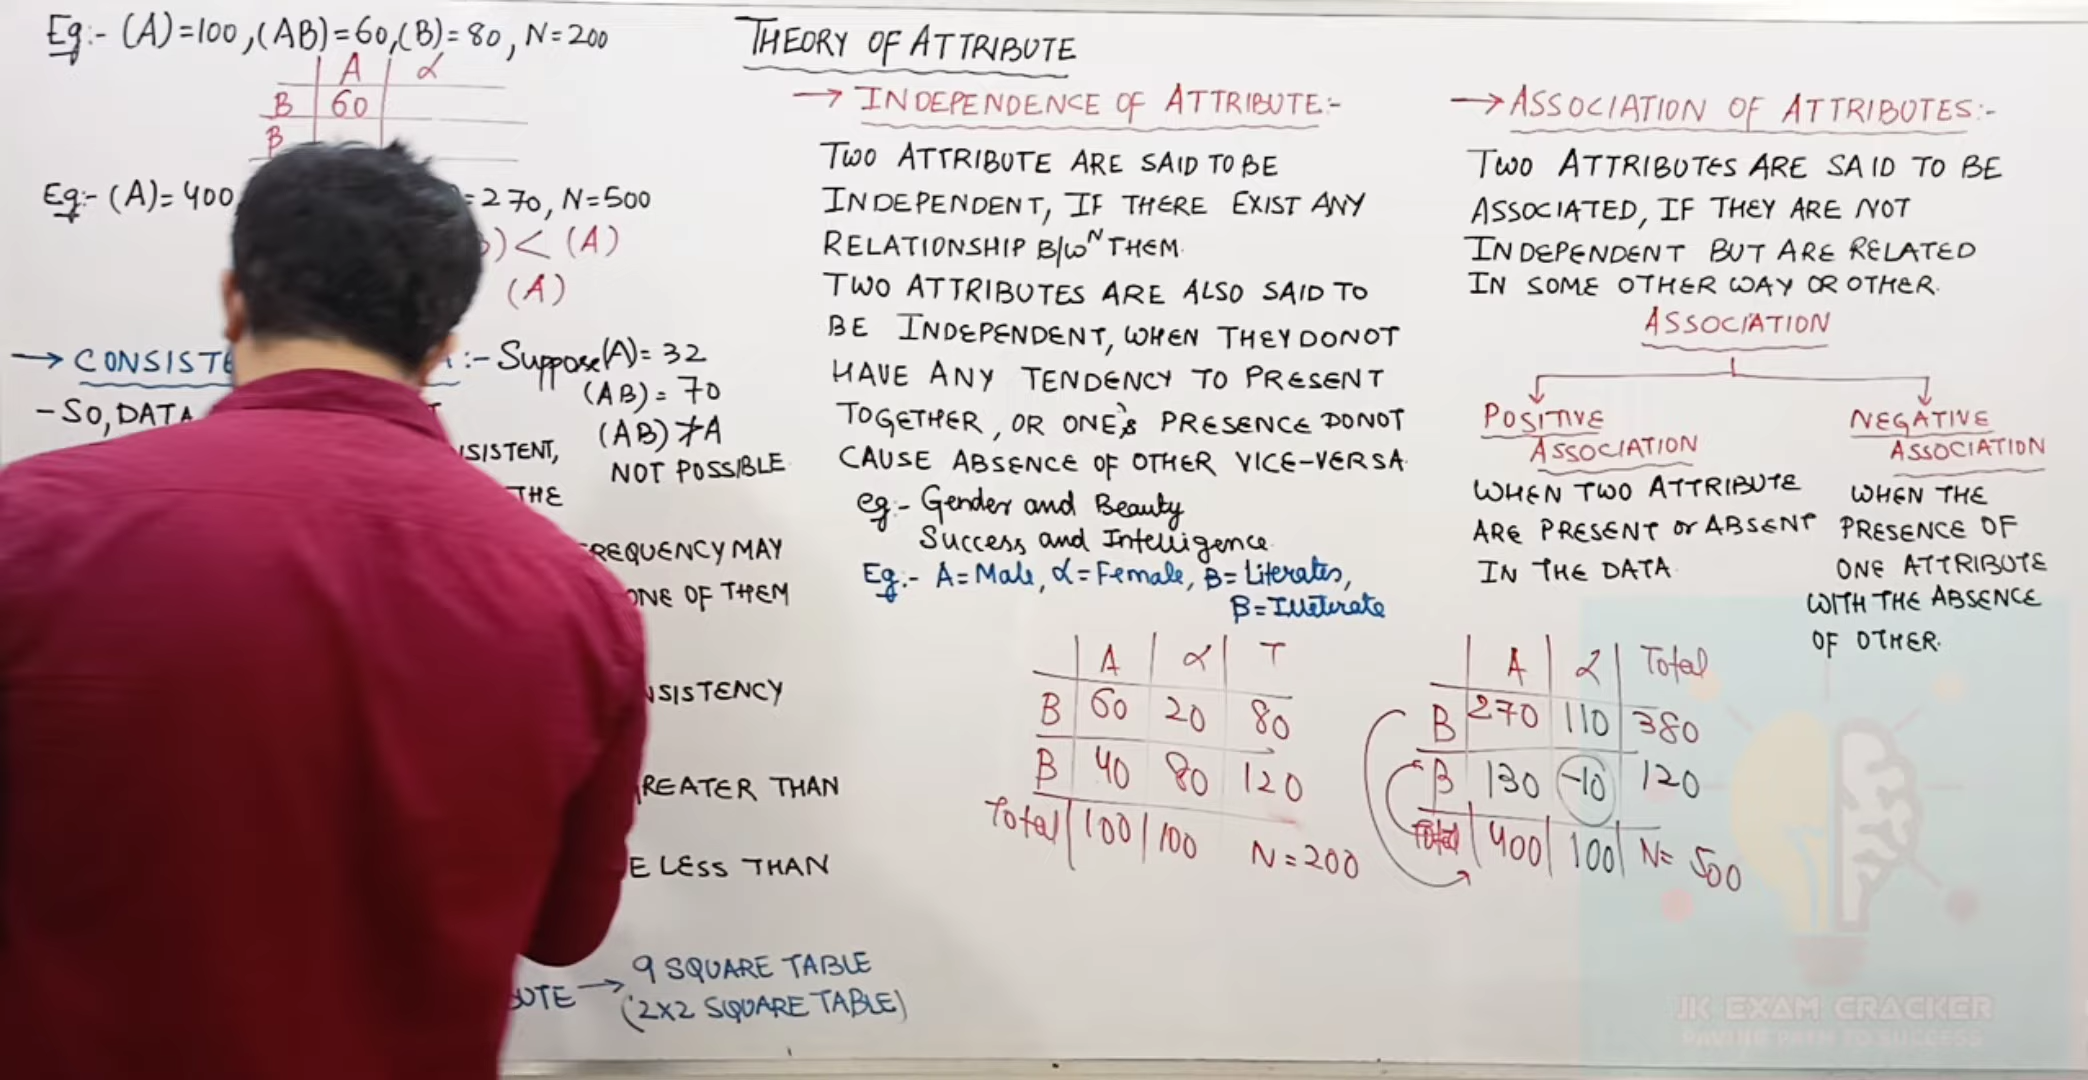 Eg:- (A)=100,(AB)=60,(B)=80, N=200
A α
B 60
β
Eg:- (A)=400,
=270, N=500
) < (A)
(A)
→ CONSISTE
:- Suppose (A)= 32
(AB)= 70
(AB) ≯ A
NOT POSSIBLE
- SO, DATA
SISTENT,
THE
REQUENCY MAY
ONE OF THEM
NSISTENCY
REATER THAN
E LESS THAN
BUTE → 9 SQUARE TABLE
(2X2 SQUARE TABLE)
THEORY OF ATTRIBUTE
→ INDEPENDENCE OF ATTRIBUTE:-
TWO ATTRIBUTE ARE SAID TO BE
INDEPENDENT, IF THERE EXIST ANY
RELATIONSHIP B/Wᴺ THEM.
TWO ATTRIBUTES ARE ALSO SAID TO
BE INDEPENDENT, WHEN THEY DONOT
HAVE ANY TENDENCY TO PRESENT
TOGETHER, OR ONE'S PRESENCE DONOT
CAUSE ABSENCE OF OTHER VICE-VERSA.
eg:- Gender and Beauty
Success and Intelligence.
Eg:- A=Male, α=Female, B=Literates,
β=Illiterate
A α T
B 60 20 80
β 40 80 120
Total 100 100 N=200
→ ASSOCIATION OF ATTRIBUTES:-
TWO ATTRIBUTES ARE SAID TO BE
ASSOCIATED, IF THEY ARE NOT
INDEPENDENT BUT ARE RELATED
IN SOME OTHER WAY OR OTHER.
ASSOCIATION
POSITIVE
ASSOCIATION
WHEN TWO ATTRIBUTE
ARE PRESENT or ABSENT
IN THE DATA.
NEGATIVE
ASSOCIATION
WHEN THE
PRESENCE OF
ONE ATTRIBUTE
WITH THE ABSENCE
OF OTHER.
A α Total
B 270 110 380
β 130 -10 120
Total 400 100 N= 500
JK EXAM CRACKER
PAVING PATH TO SUCCESS